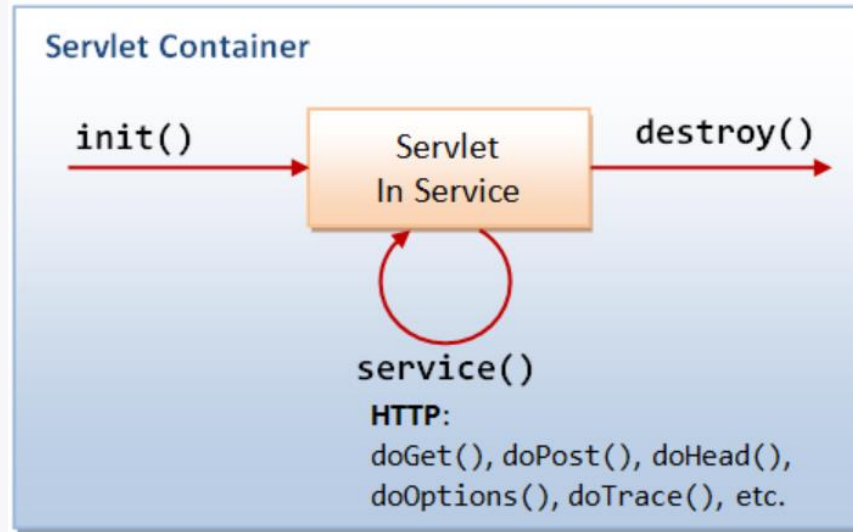 Servlet Container
init()
Servlet
In Service
destroy()
service()
HTTP:
doGet(), doPost(), doHead(),
doOptions(), doTrace(), etc.